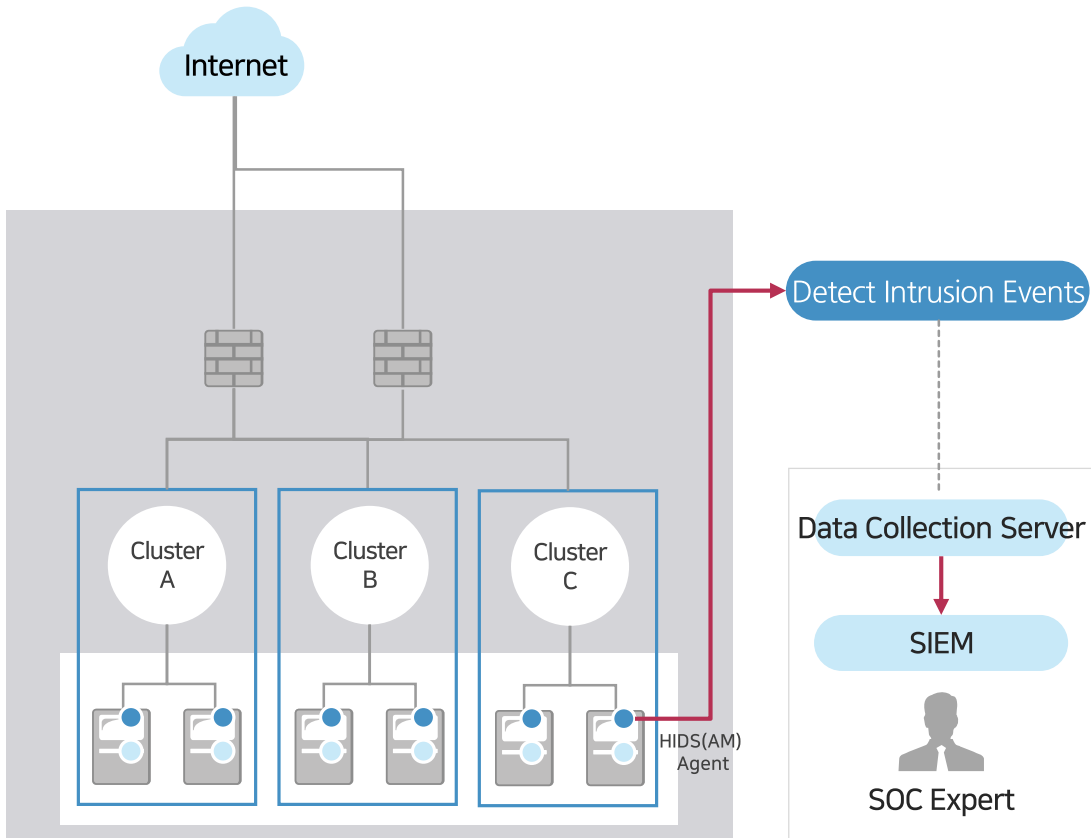 Internet
Detect Intrusion Events
Data Collection Server
Cluster
A
Cluster
B
Cluster
C
SIEM
HIDS(AM)
Agent
SOC Expert